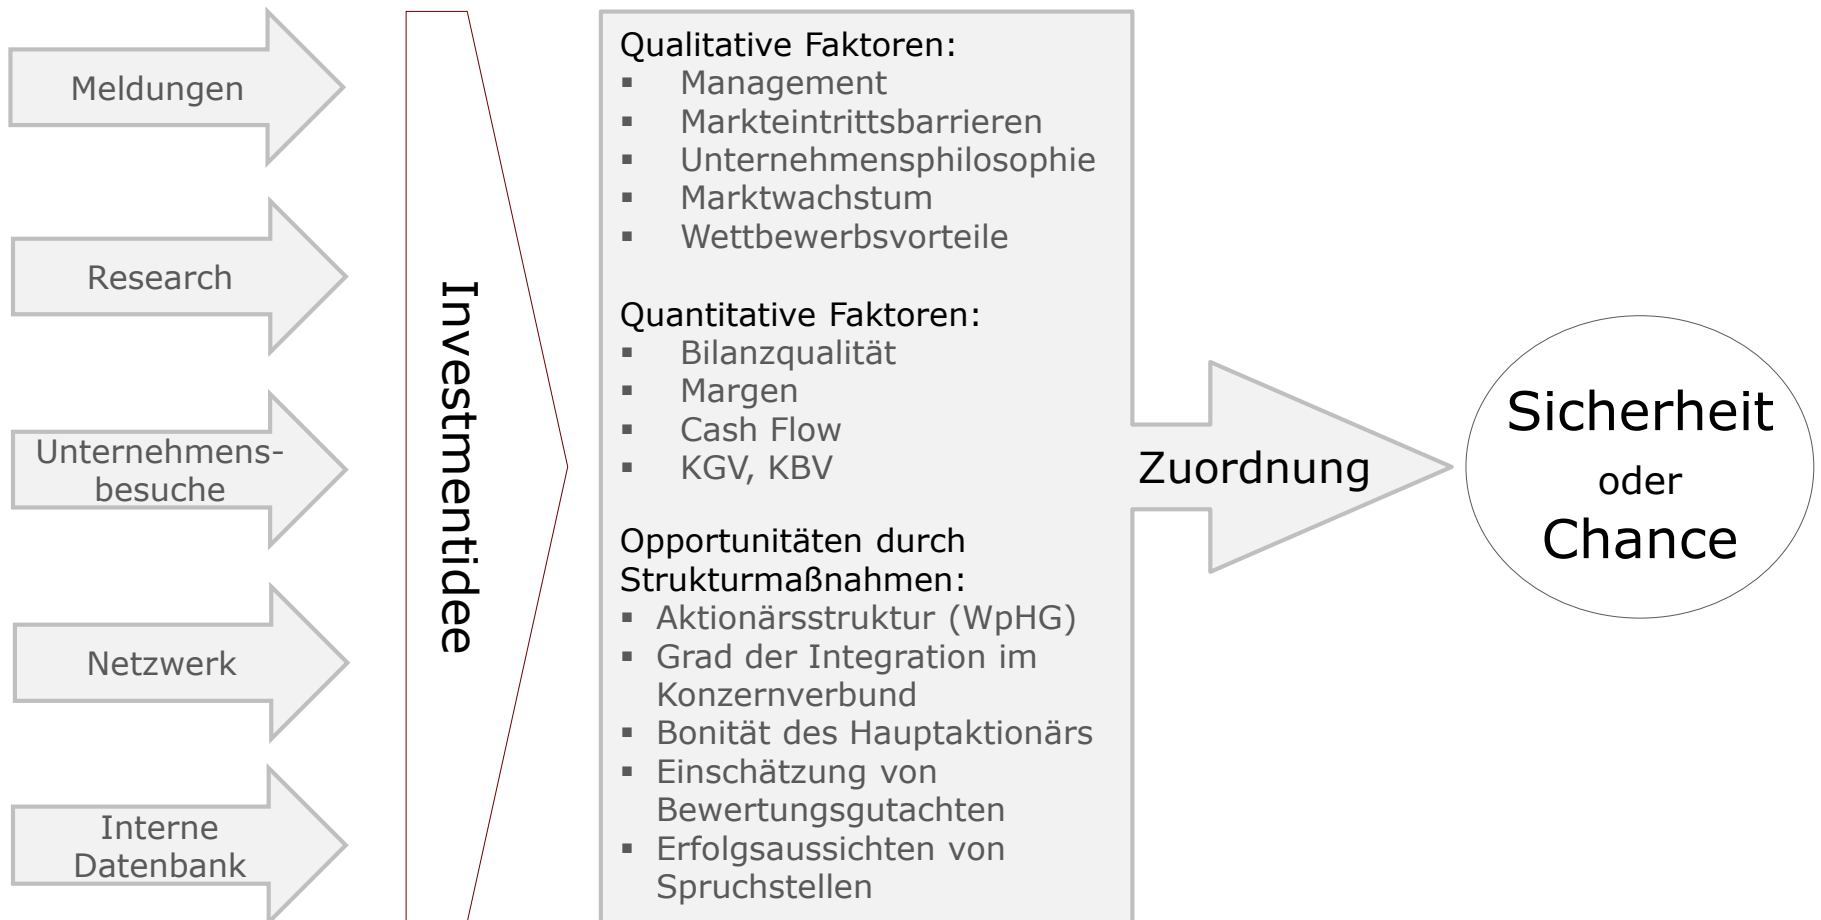 Meldungen
Research
Unternehmens-
besuche
Netzwerk
Interne
Datenbank
Investmentidee
Qualitative Faktoren:
▪ Management
▪ Markteintrittsbarrieren
▪ Unternehmensphilosophie
▪ Marktwachstum
▪ Wettbewerbsvorteile
Quantitative Faktoren:
▪ Bilanzqualität
▪ Margen
▪ Cash Flow
▪ KGV, KBV
Opportunitäten durch
Strukturmaßnahmen:
▪ Aktionärsstruktur (WpHG)
▪ Grad der Integration im
Konzernverbund
▪ Bonität des Hauptaktionärs
▪ Einschätzung von
Bewertungsgutachten
▪ Erfolgsaussichten von
Spruchstellen
Zuordnung
Sicherheit
oder
Chance